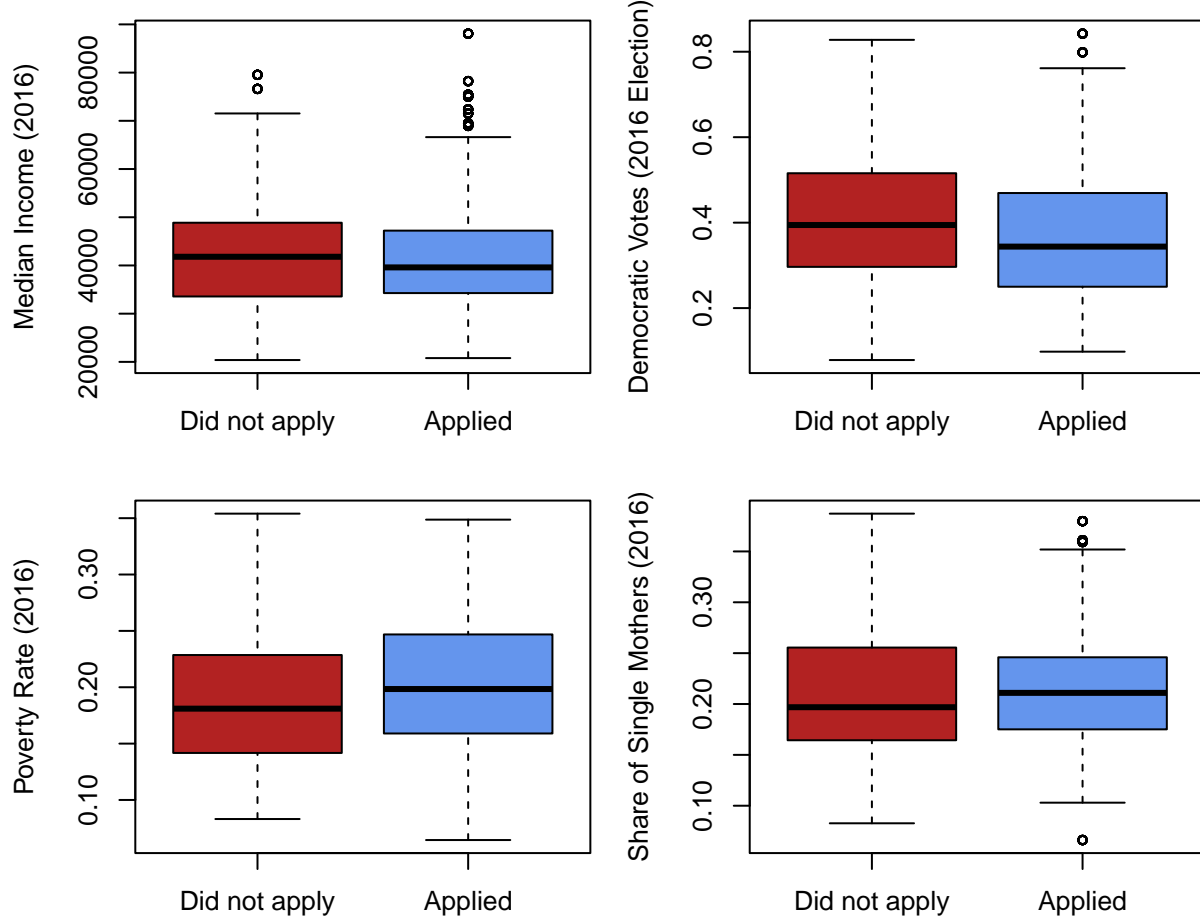 Median Income (2016)
80000
60000
40000
20000
Did not apply
Applied
Democratic Votes (2016 Election)
0.8
0.6
0.4
0.2
Did not apply
Applied
Poverty Rate (2016)
0.30
0.20
0.10
Did not apply
Applied
Share of Single Mothers (2016)
0.30
0.20
0.10
Did not apply
Applied